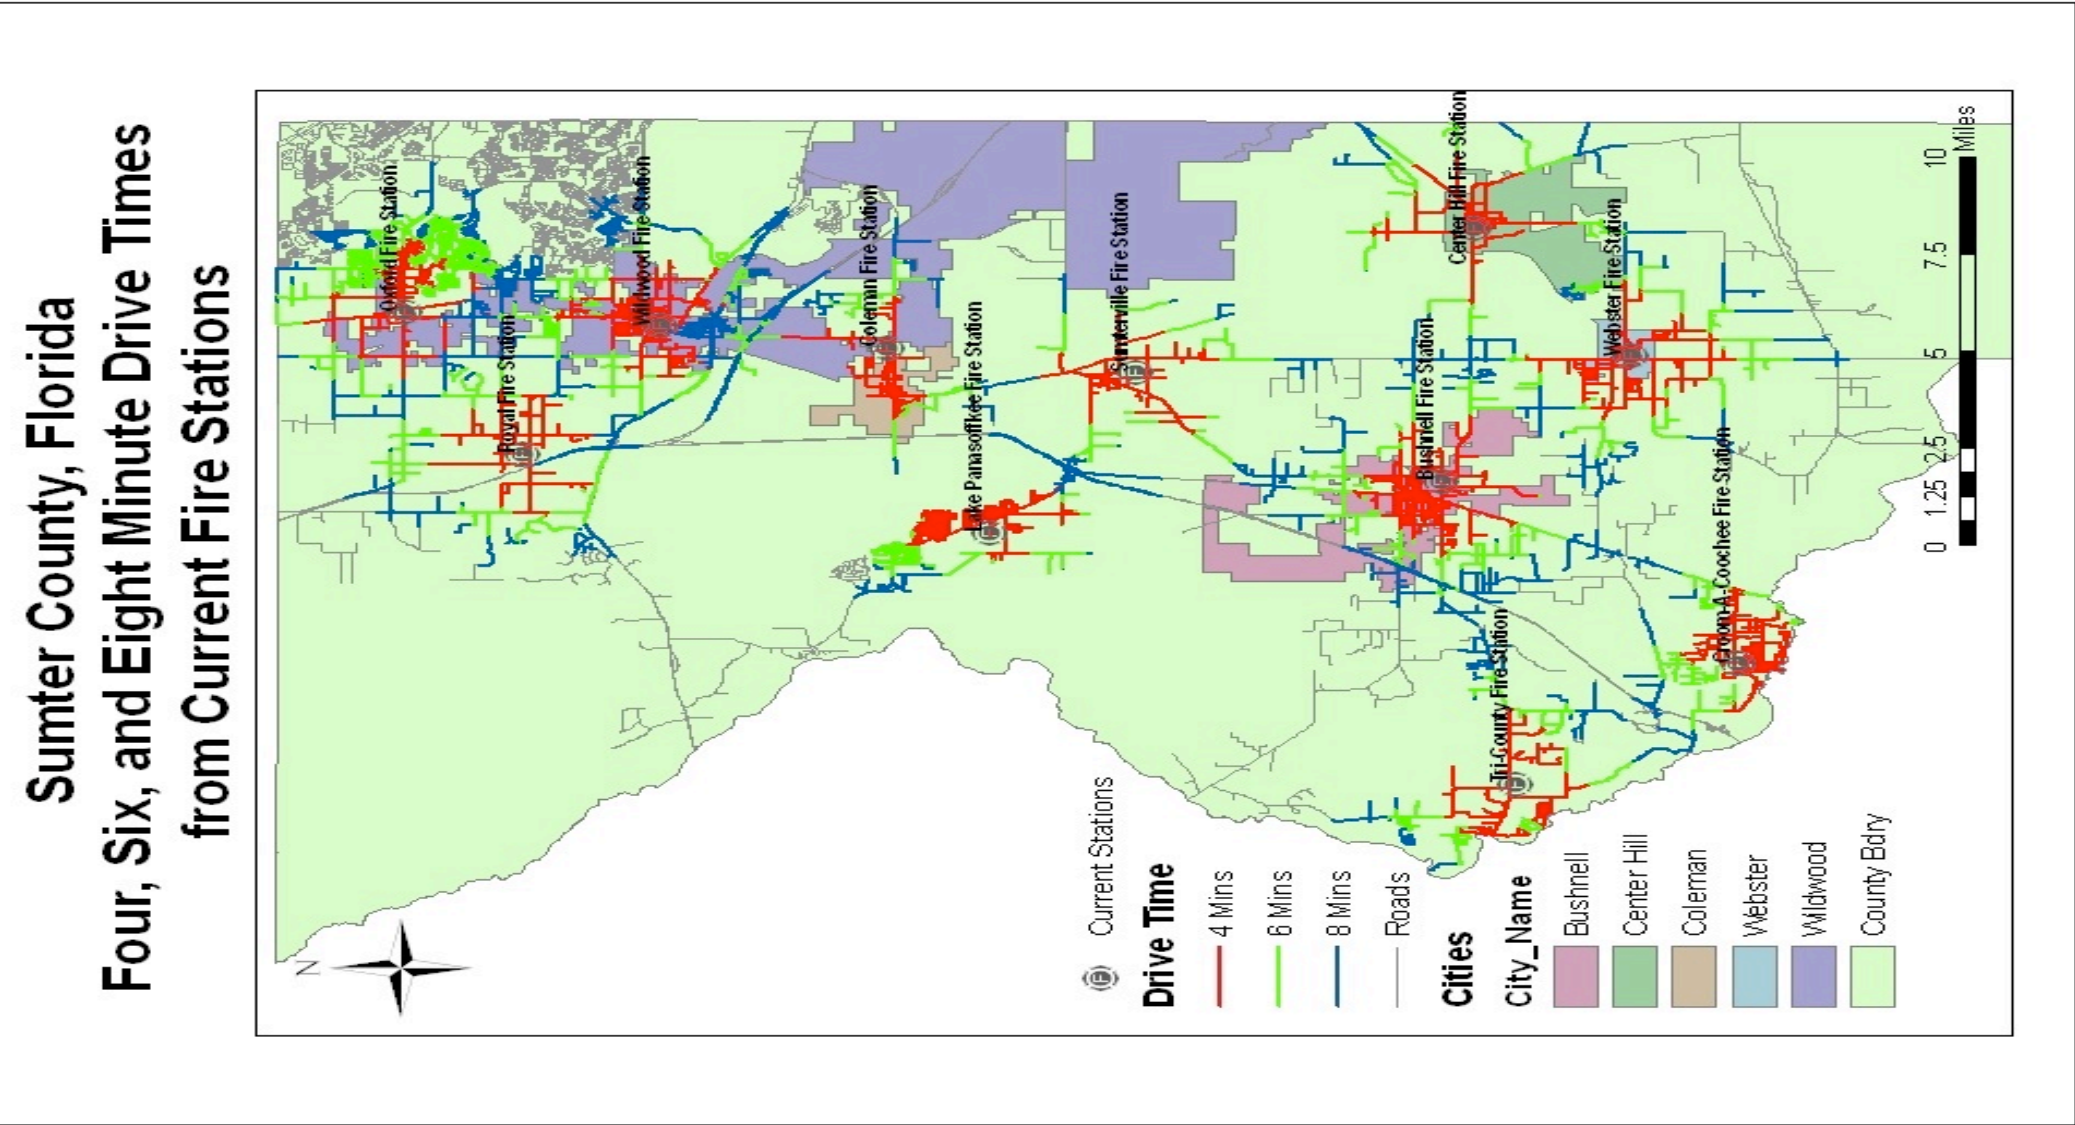 Sumter County, Florida
Four, Six, and Eight Minute Drive Times
from Current Fire Stations
N
Oxford Fire Station
Royal Fire Station
Wildwood Fire Station
Coleman Fire Station
Lake Panasoffkee Fire Station
Sumterville Fire Station
Center Hill Fire Station
Bushnell Fire Station
Webster Fire Station
Tri-County Fire Station
Croom-A-Coochee Fire Station
Current Stations
Drive Time
4 Mins
6 Mins
8 Mins
Roads
Cities
City_Name
Bushnell
Center Hill
Coleman
Webster
Wildwood
County Bdry
0 1.25 2.5 5 7.5 10
Miles